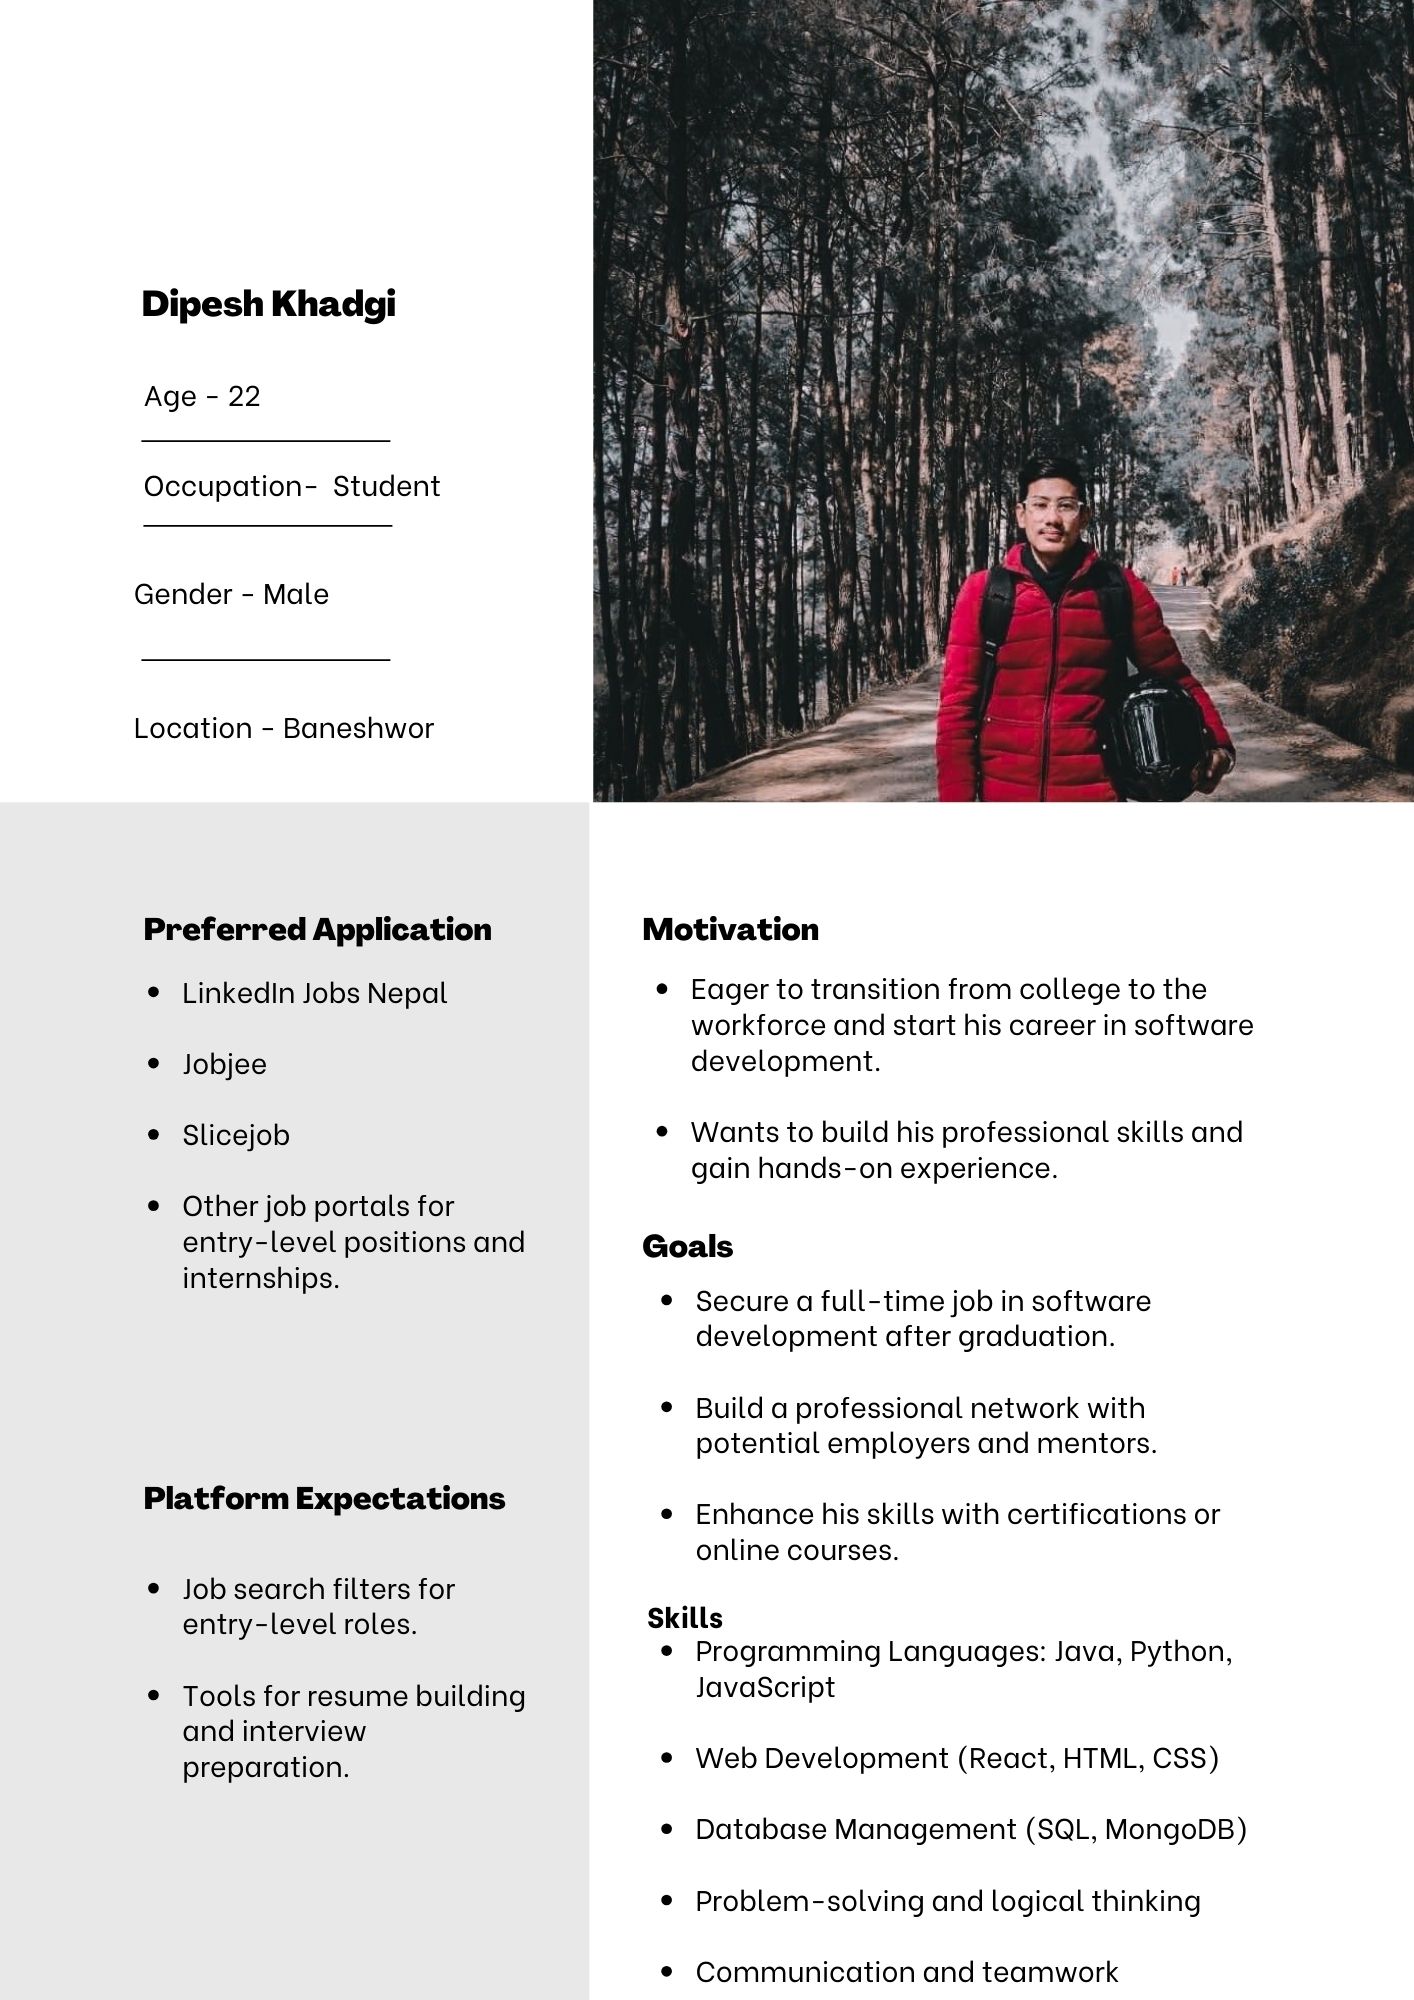 Dipesh Khadgi
Age - 22
Occupation-  Student
Gender - Male
Location - Baneshwor
Preferred Application
• LinkedIn Jobs Nepal
• Jobjee
• Slicejob
• Other job portals for
entry-level positions and
internships.
Platform Expectations
• Job search filters for
entry-level roles.
• Tools for resume building
and interview
preparation.
Motivation
• Eager to transition from college to the
workforce and start his career in software
development.
• Wants to build his professional skills and
gain hands-on experience.
Goals
• Secure a full-time job in software
development after graduation.
• Build a professional network with
potential employers and mentors.
• Enhance his skills with certifications or
online courses.
Skills
• Programming Languages: Java, Python,
JavaScript
• Web Development (React, HTML, CSS)
• Database Management (SQL, MongoDB)
• Problem-solving and logical thinking
• Communication and teamwork